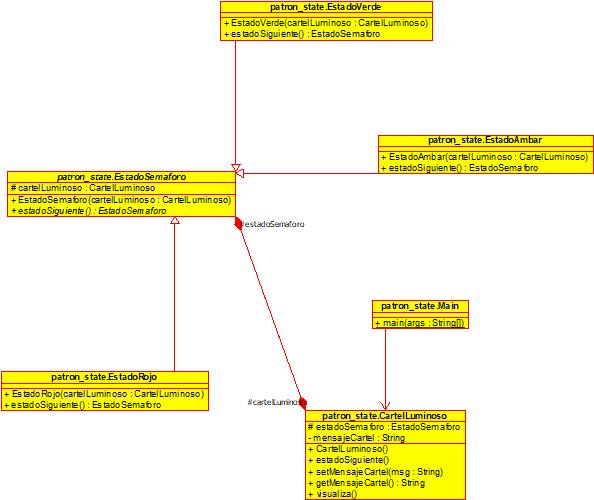 patron_state.EstadoVerde
+ EstadoVerde(cartelLuminoso : CartelLuminoso)
+ estadoSiguiente() : EstadoSemaforo
patron_state.EstadoAmbar
+ EstadoAmbar(cartelLuminoso : CartelLuminoso)
+ estadoSiguiente() : EstadoSemaforo
patron_state.EstadoSemaforo
# cartelLuminoso : CartelLuminoso
+ EstadoSemaforo(cartelLuminoso : CartelLuminoso)
+ estadoSiguiente() : EstadoSemaforo
#estadoSemaforo
patron_state.Main
+ main(args : String[])
patron_state.EstadoRojo
+ EstadoRojo(cartelLuminoso : CartelLuminoso)
+ estadoSiguiente() : EstadoSemaforo
#cartelLuminoso
patron_state.CartelLuminoso
# estadoSemaforo : EstadoSemaforo
- mensajeCartel : String
+ CartelLuminoso()
+ estadoSiguiente()
+ setMensajeCartel(msg : String)
+ getMensajeCartel() : String
+ visualiza()